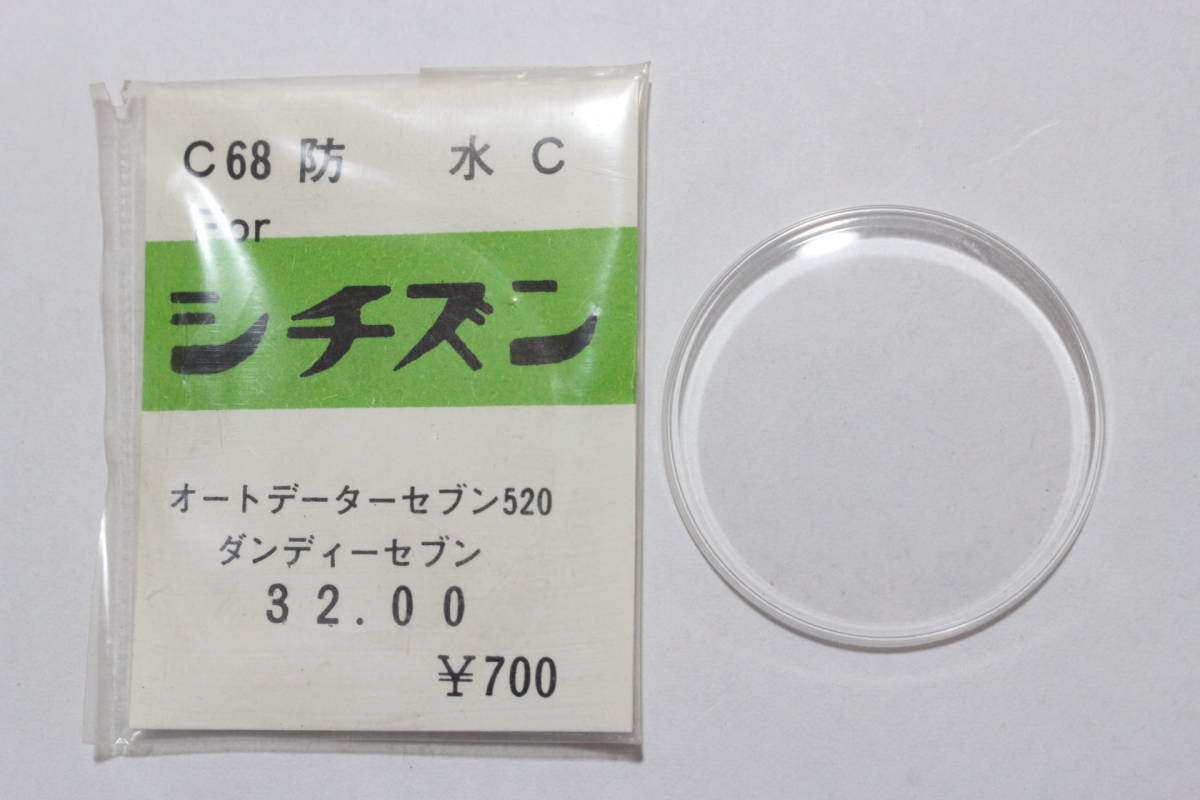 C68 防 水 C
For
シチズン
オートデーターセブン520
ダンディーセブン
32.00
¥700